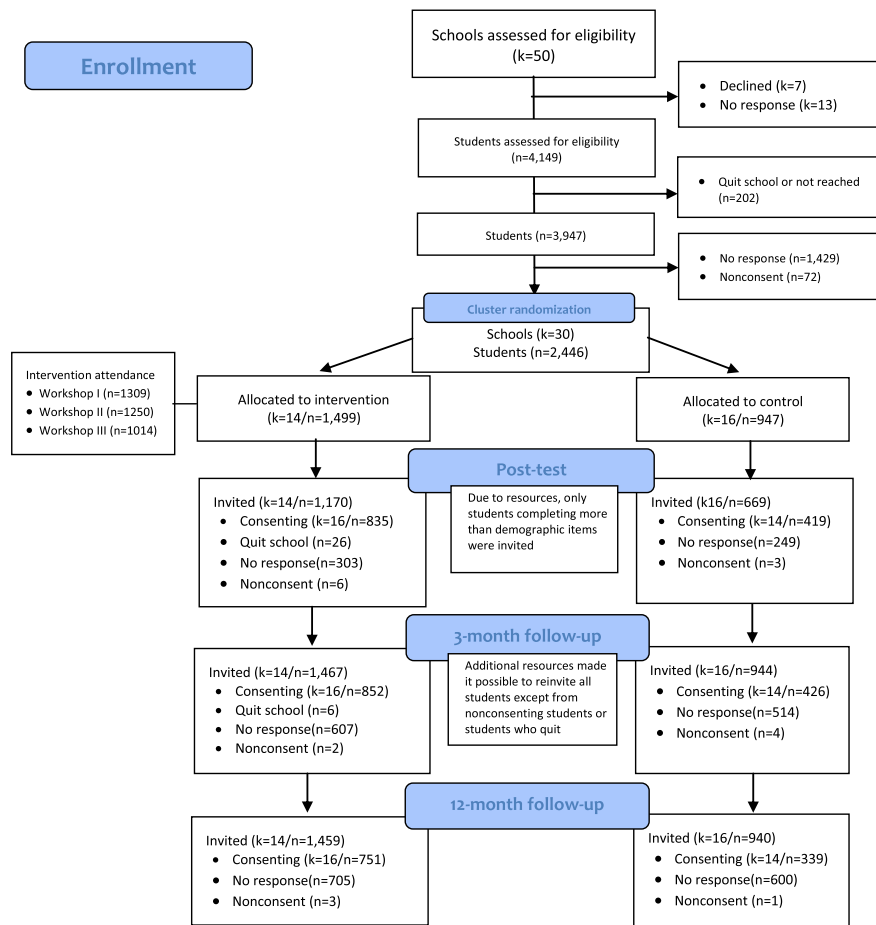 Enrollment
Schools assessed for eligibility
(k=50)
• Declined (k=7)
• No response (k=13)
Students assessed for eligibility
(n=4,149)
• Quit school or not reached
(n=202)
Students (n=3,947)
• No response (n=1,429)
• Nonconsent (n=72)
Cluster randomization
Schools (k=30)
Students (n=2,446)
Intervention attendance
• Workshop I (n=1309)
• Workshop II (n=1250)
• Workshop III (n=1014)
Allocated to intervention
(k=14/n=1,499)
Allocated to control
(k=16/n=947)
Post-test
Invited (k=14/n=1,170)
• Consenting (k=16/n=835)
• Quit school (n=26)
• No response(n=303)
• Nonconsent (n=6)
Due to resources, only
students completing more
than demographic items
were invited
Invited (k16/n=669)
• Consenting (k=14/n=419)
• No response(n=249)
• Nonconsent (n=3)
3-month follow-up
Invited (k=14/n=1,467)
• Consenting (k=16/n=852)
• Quit school (n=6)
• No response(n=607)
• Nonconsent (n=2)
Additional resources made
it possible to reinvite all
students except from
nonconsenting students or
students who quit
Invited (k=16/n=944)
• Consenting (k=14/n=426)
• No response(n=514)
• Nonconsent (n=4)
12-month follow-up
Invited (k=14/n=1,459)
• Consenting (k=16/n=751)
• No response(n=705)
• Nonconsent (n=3)
Invited (k=16/n=940)
• Consenting (k=14/n=339)
• No response(n=600)
• Nonconsent (n=1)